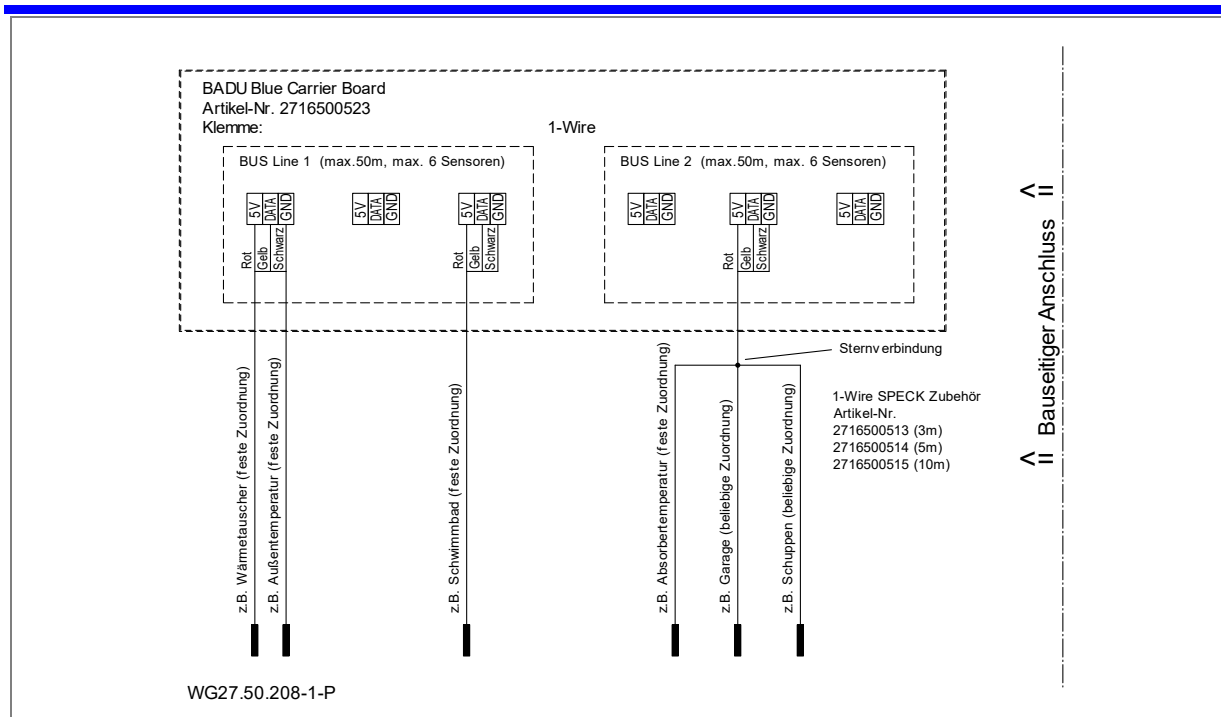 BADU Blue Carrier Board
Artikel-Nr. 2716500523
Klemme:
1-Wire
BUS Line 1 (max.50m, max. 6 Sensoren)
BUS Line 2 (max.50m, max. 6 Sensoren)
5V
DATA
GND
5V
DATA
GND
5V
DATA
GND
5V
DATA
GND
5V
DATA
GND
5V
DATA
GND
Rot
Gelb
Schwarz
Rot
Gelb
Schwarz
Rot
Gelb
Schwarz
Sternverbindung
z.B. Wärmetauscher (feste Zuordnung)
z.B. Außentemperatur (feste Zuordnung)
z.B. Schwimmbad (feste Zuordnung)
z.B. Absorbertemperatur (feste Zuordnung)
z.B. Garage (beliebige Zuordnung)
z.B. Schuppen (beliebige Zuordnung)
1-Wire SPECK Zubehör
Artikel-Nr.
2716500513 (3m)
2716500514 (5m)
2716500515 (10m)
<= Bauseitiger Anschluss <=
WG27.50.208-1-P